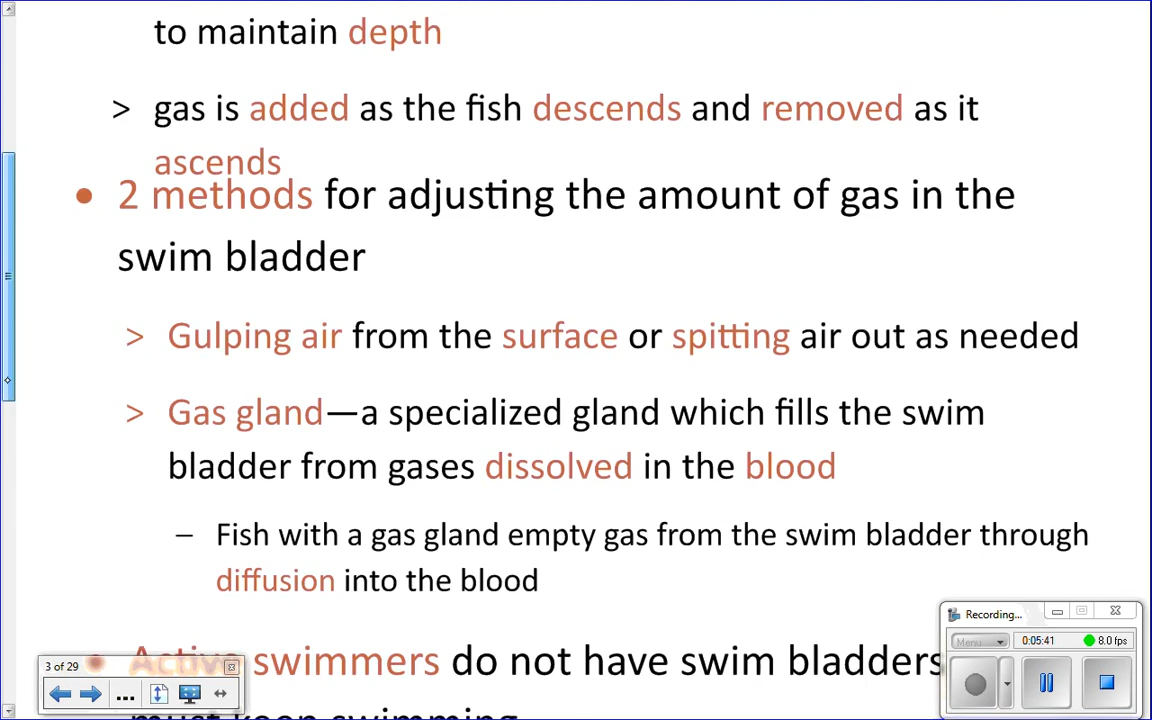 to maintain depth
> gas is added as the fish descends and removed as it
ascends
• 2 methods for adjusting the amount of gas in the
swim bladder
> Gulping air from the surface or spitting air out as needed
> Gas gland—a specialized gland which fills the swim
bladder from gases dissolved in the blood
– Fish with a gas gland empty gas from the swim bladder through
diffusion into the blood
• Active swimmers do not have swim bladders
must keep swimming
3 of 29
...
Recording...
Menu
0:05:41
8.0 fps